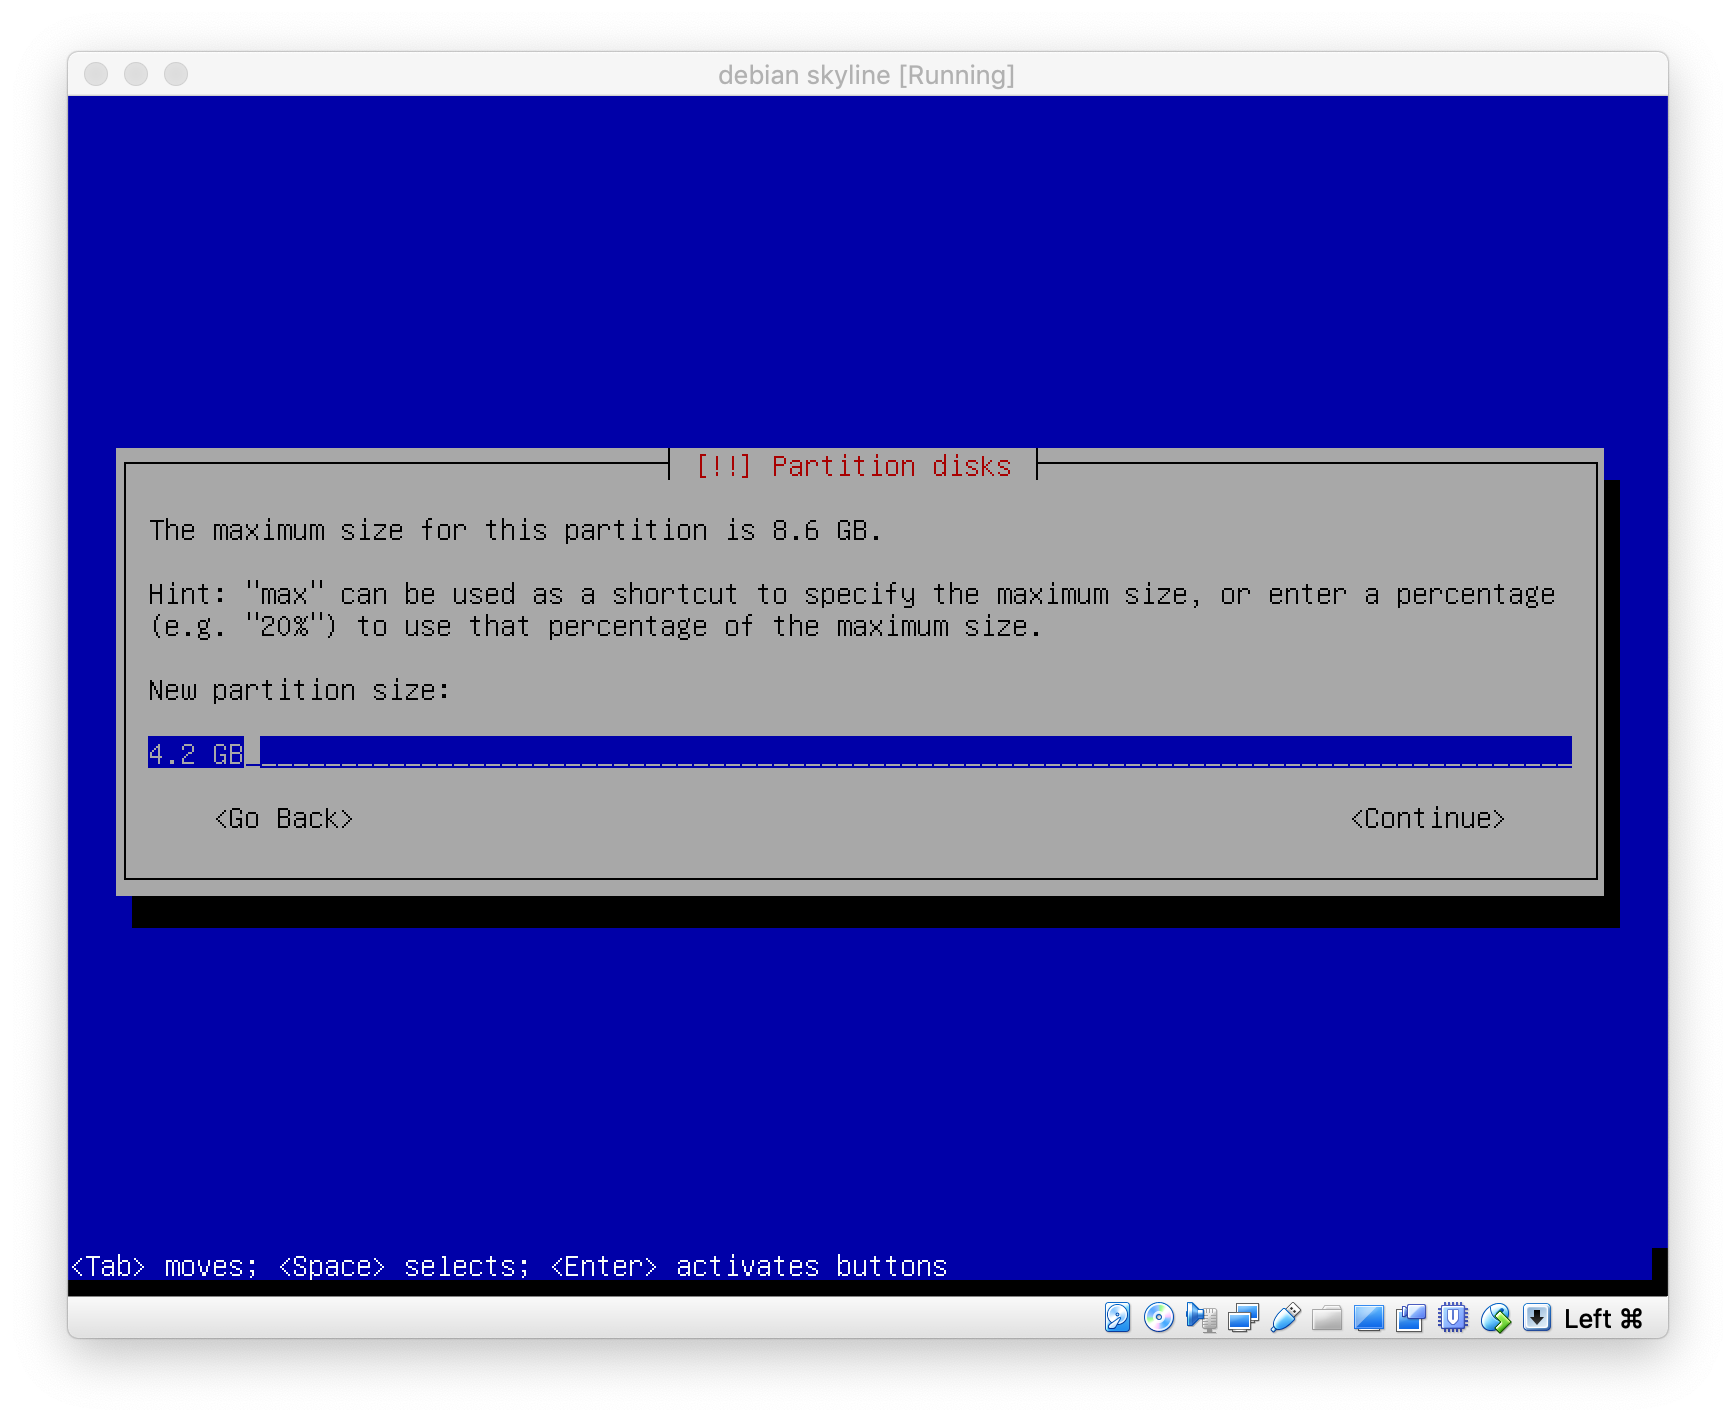 debian skyline [Running]
[!!] Partition disks
The maximum size for this partition is 8.6 GB.
Hint: "max" can be used as a shortcut to specify the maximum size, or enter a percentage
(e.g. "20%") to use that percentage of the maximum size.
New partition size:
4.2 GB
<Go Back> <Continue>
<Tab> moves; <Space> selects; <Enter> activates buttons
Left ⌘